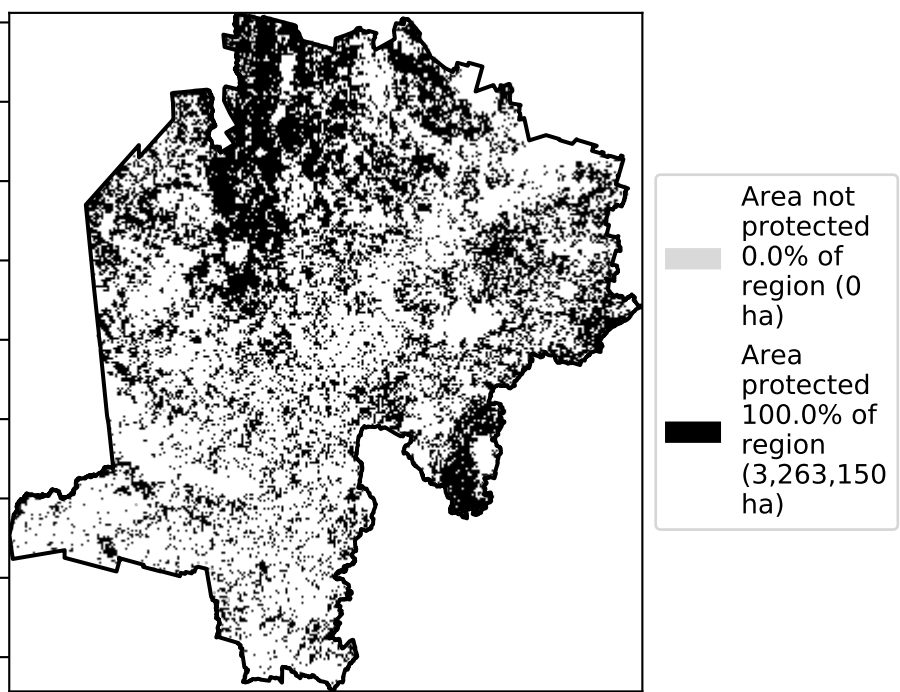 Area not
protected
0.0% of
region (0
ha)
Area
protected
100.0% of
region
(3,263,150
ha)